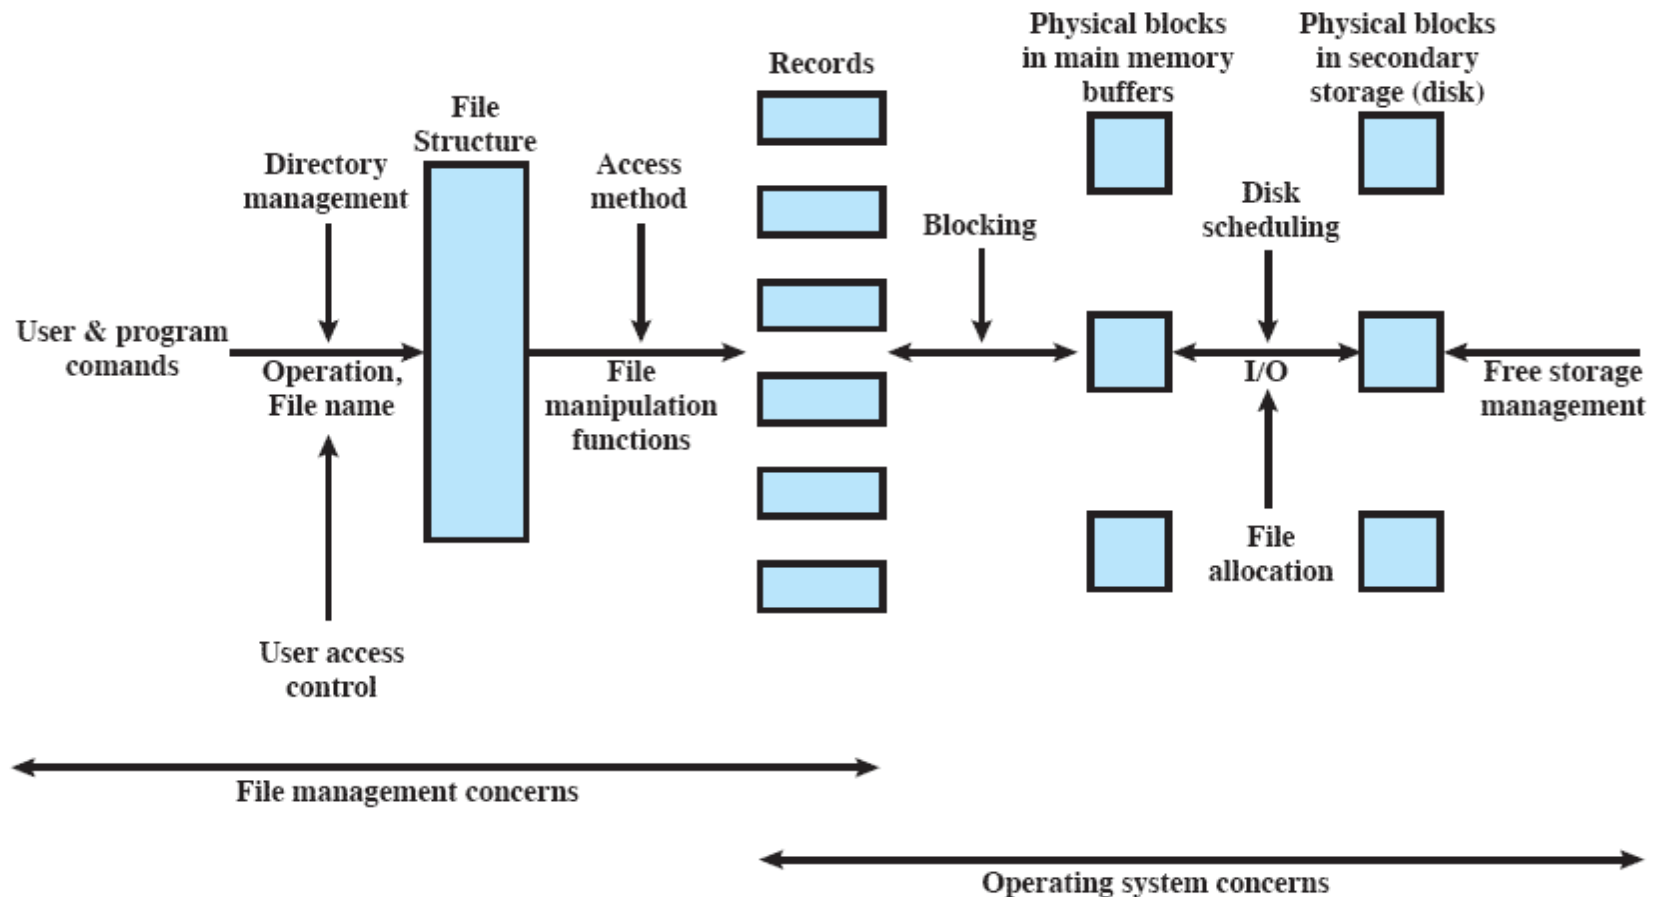 Physical blocks
in main memory
buffers
Physical blocks
in secondary
storage (disk)
Records
File
Structure
Directory
management
Access
method
Blocking
Disk
scheduling
User & program
comands
Operation,
File name
File
manipulation
functions
I/O
Free storage
management
File
allocation
User access
control
File management concerns
Operating system concerns